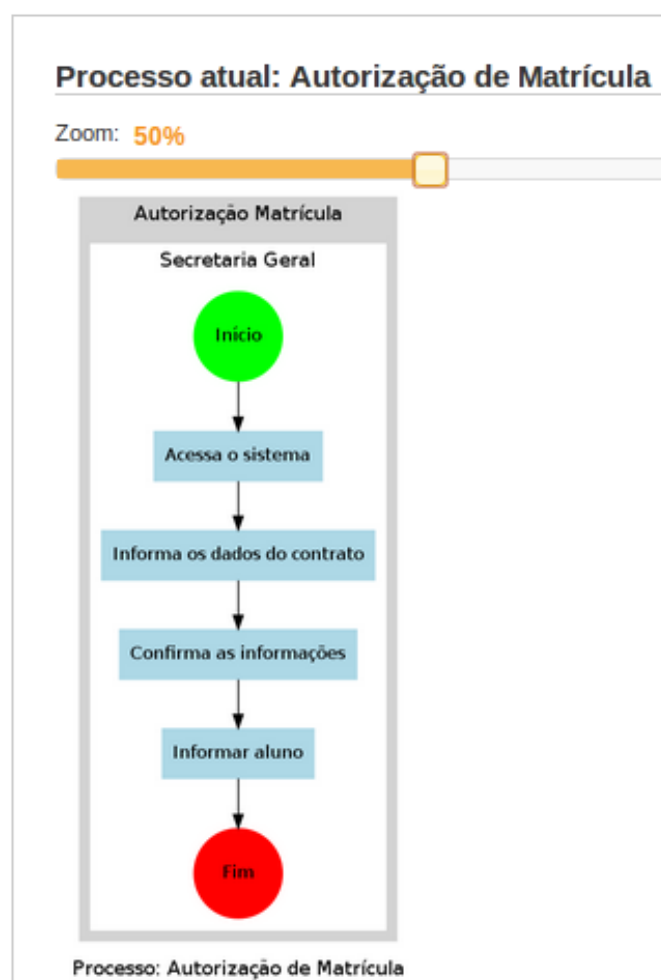 Processo atual: Autorização de Matrícula
Zoom: 50%
Autorização Matrícula
Secretaria Geral
Início
Acessa o sistema
Informa os dados do contrato
Confirma as informações
Informar aluno
Fim
Processo: Autorização de Matrícula